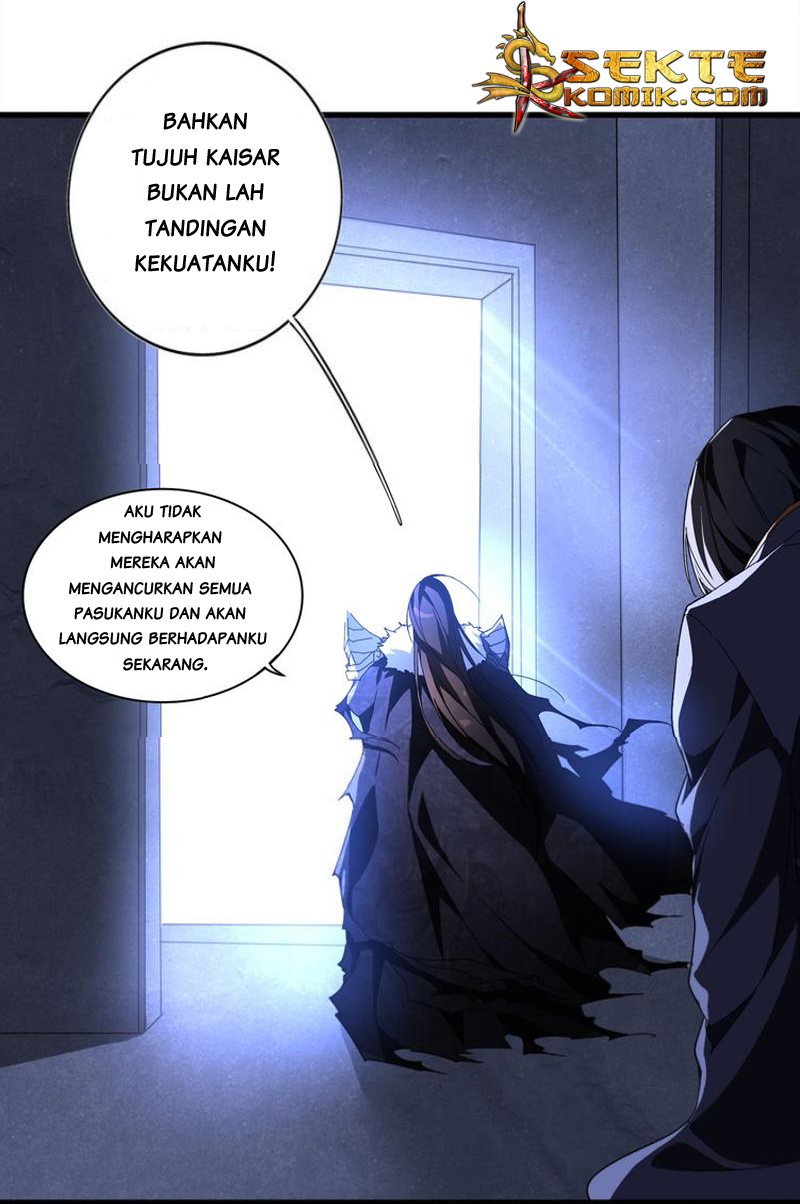 SEKTE
KOMIK.COM
BAHKAN
TUJUH KAISAR
BUKAN LAH
TANDINGAN
KEKUATANKU!
AKU TIDAK
MENGHARAPKAN
MEREKA AKAN
MENGANCURKAN SEMUA
PASUKANKU DAN AKAN
LANGSUNG BERHADAPANKU
SEKARANG.